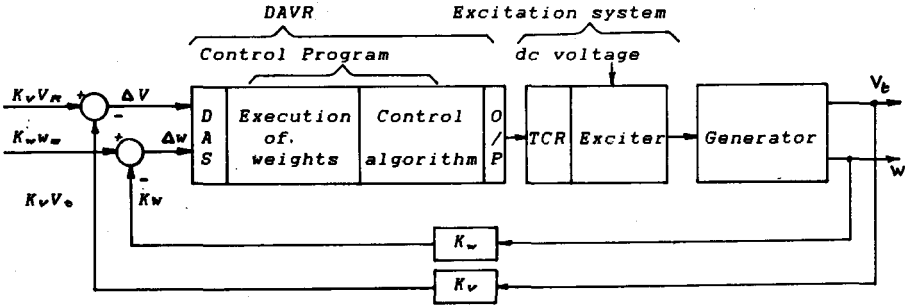 DAVR
Excitation system
Control Program
dc voltage
KvVR
ΔV
Kwwm
Δw
D A S
Execution of. weights
Control algorithm
O/P
TCR
Exciter
Generator
Vt
w
KvVt
Kw
Kw
Kv
+
-
+
-